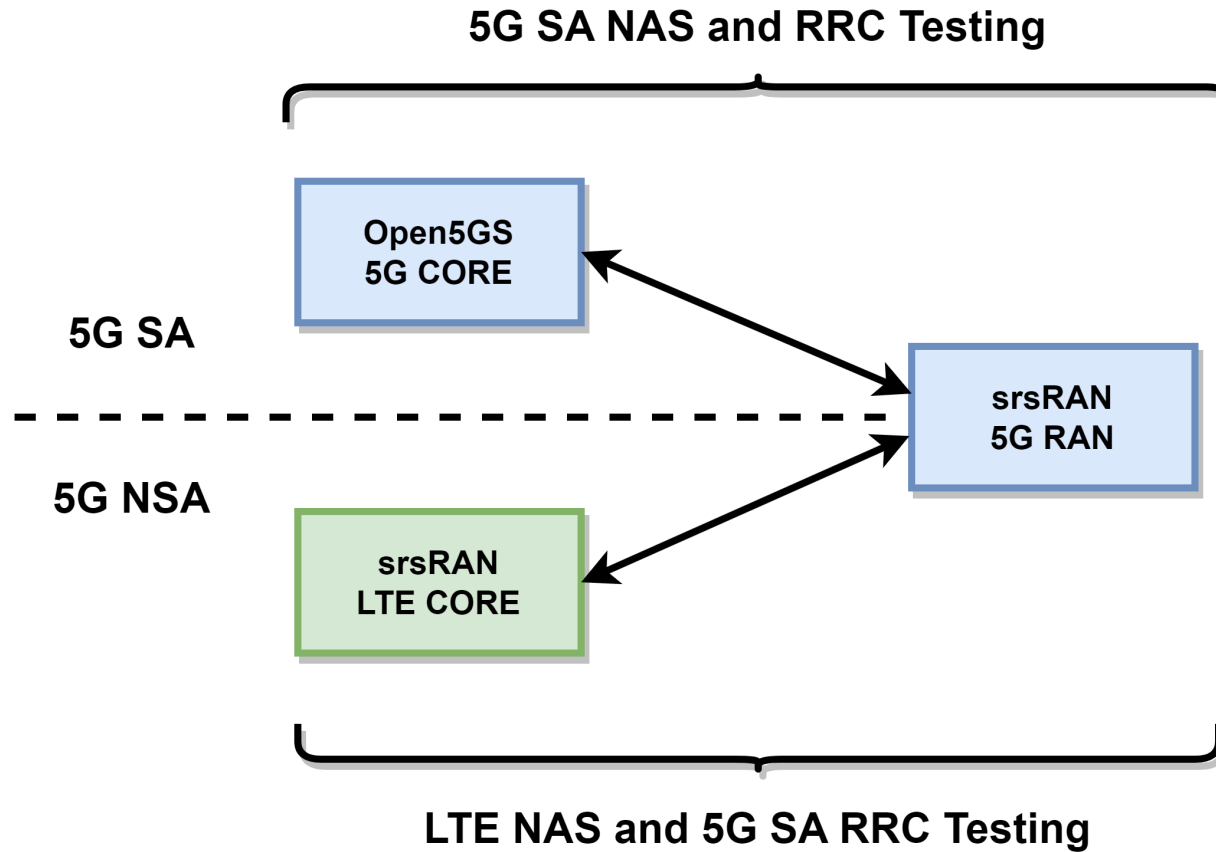 5G SA NAS and RRC Testing
Open5GS
5G CORE
5G SA
srsRAN
5G RAN
5G NSA
srsRAN
LTE CORE
LTE NAS and 5G SA RRC Testing